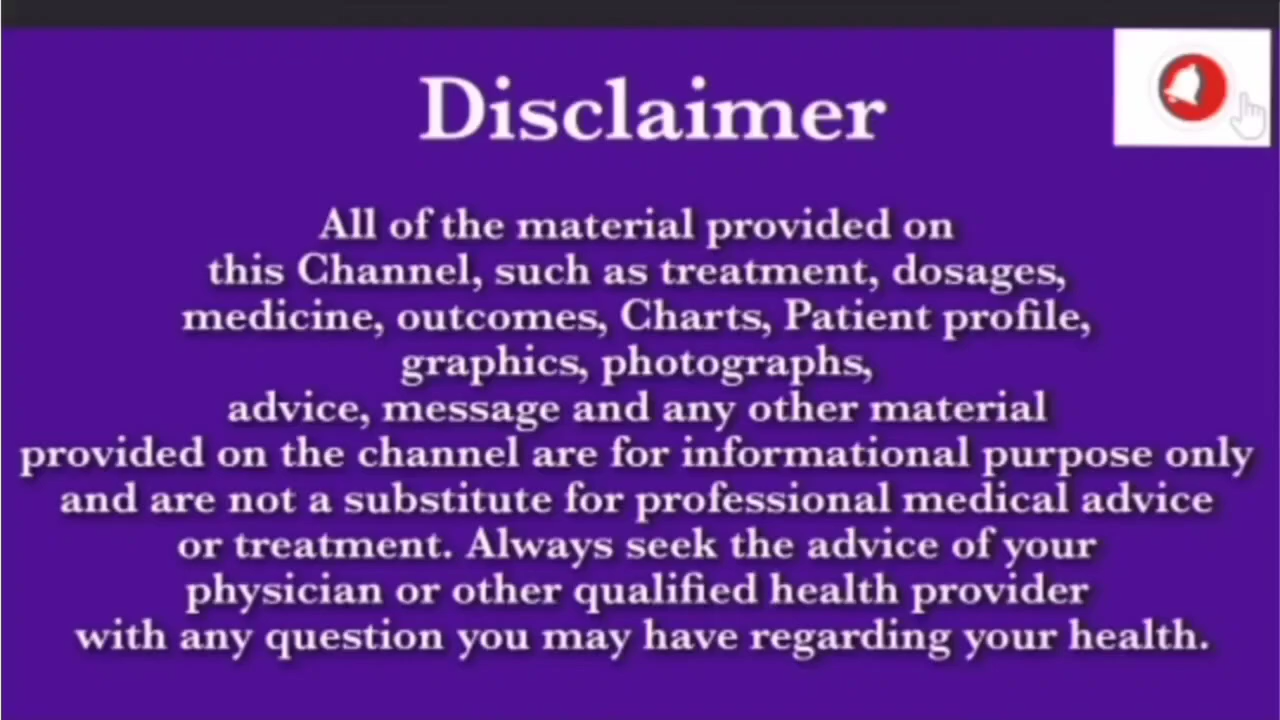 Disclaimer
All of the material provided on
this Channel, such as treatment, dosages,
medicine, outcomes, Charts, Patient profile,
graphics, photographs,
advice, message and any other material
provided on the channel are for informational purpose only
and are not a substitute for professional medical advice
or treatment. Always seek the advice of your
physician or other qualified health provider
with any question you may have regarding your health.